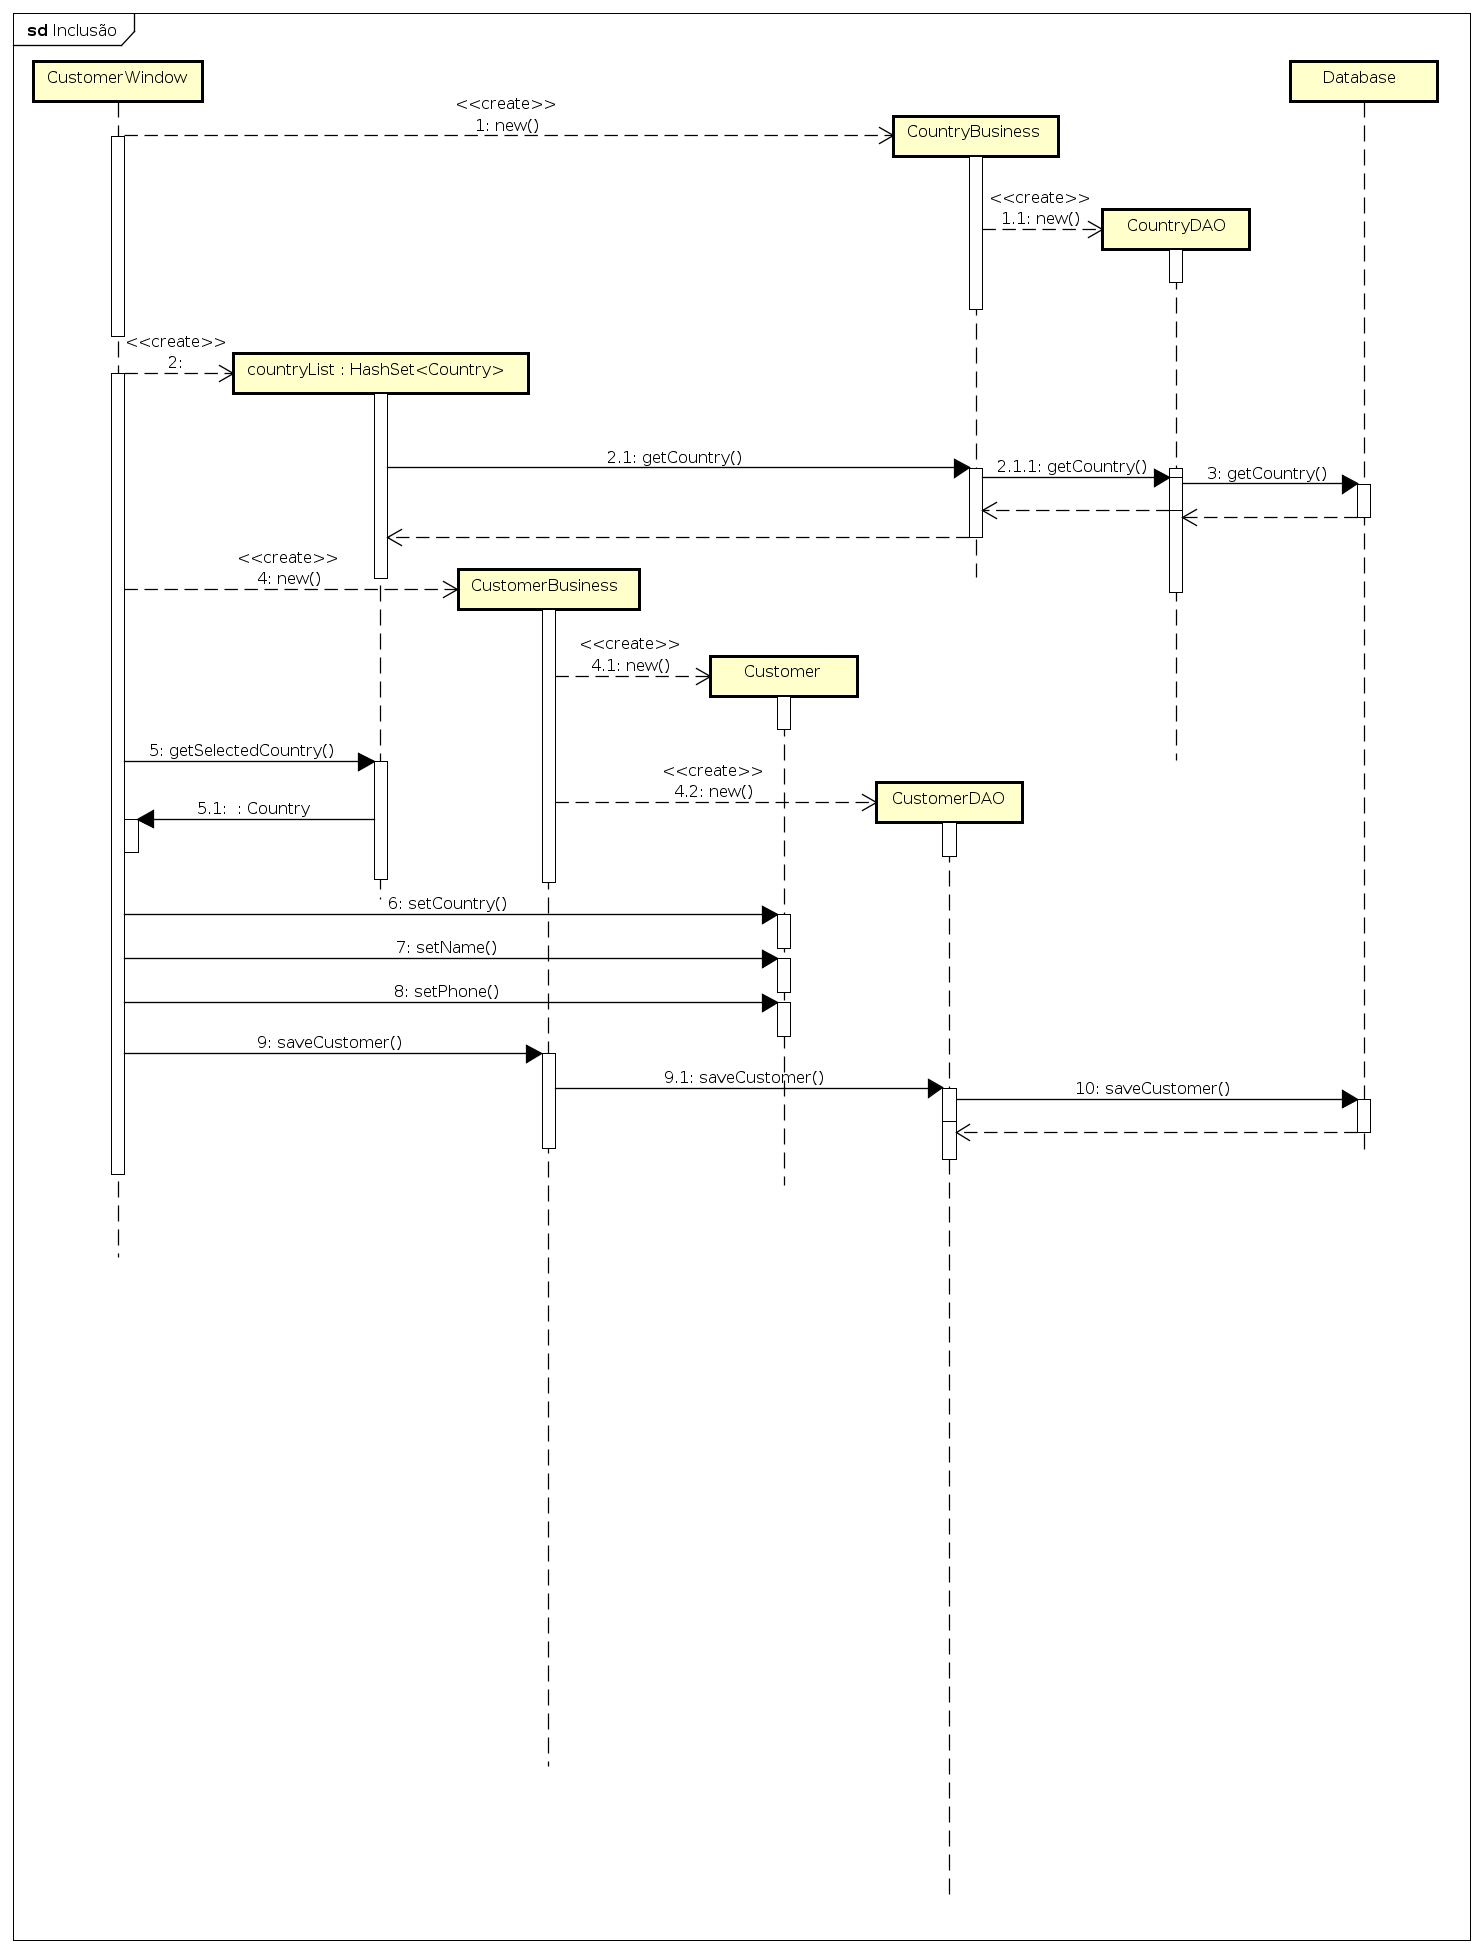 sd Inclusão
CustomerWindow
Database
<<create>>
1: new()
CountryBusiness
<<create>>
1.1: new()
CountryDAO
<<create>>
2:
countryList : HashSet<Country>
2.1: getCountry()
2.1.1: getCountry()
3: getCountry()
<<create>>
4: new()
CustomerBusiness
<<create>>
4.1: new()
Customer
5: getSelectedCountry()
<<create>>
4.2: new()
CustomerDAO
5.1:  : Country
6: setCountry()
7: setName()
8: setPhone()
9: saveCustomer()
9.1: saveCustomer()
10: saveCustomer()